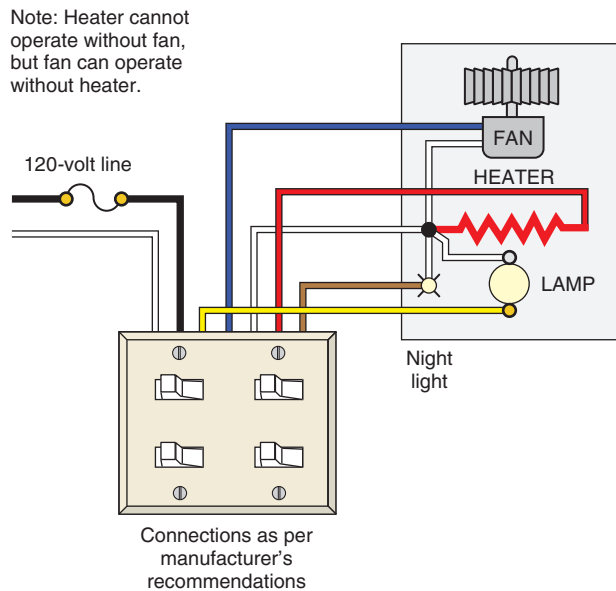 Note: Heater cannot
operate without fan,
but fan can operate
without heater.
120-volt line
FAN
HEATER
LAMP
Night
light
Connections as per
manufacturer's
recommendations